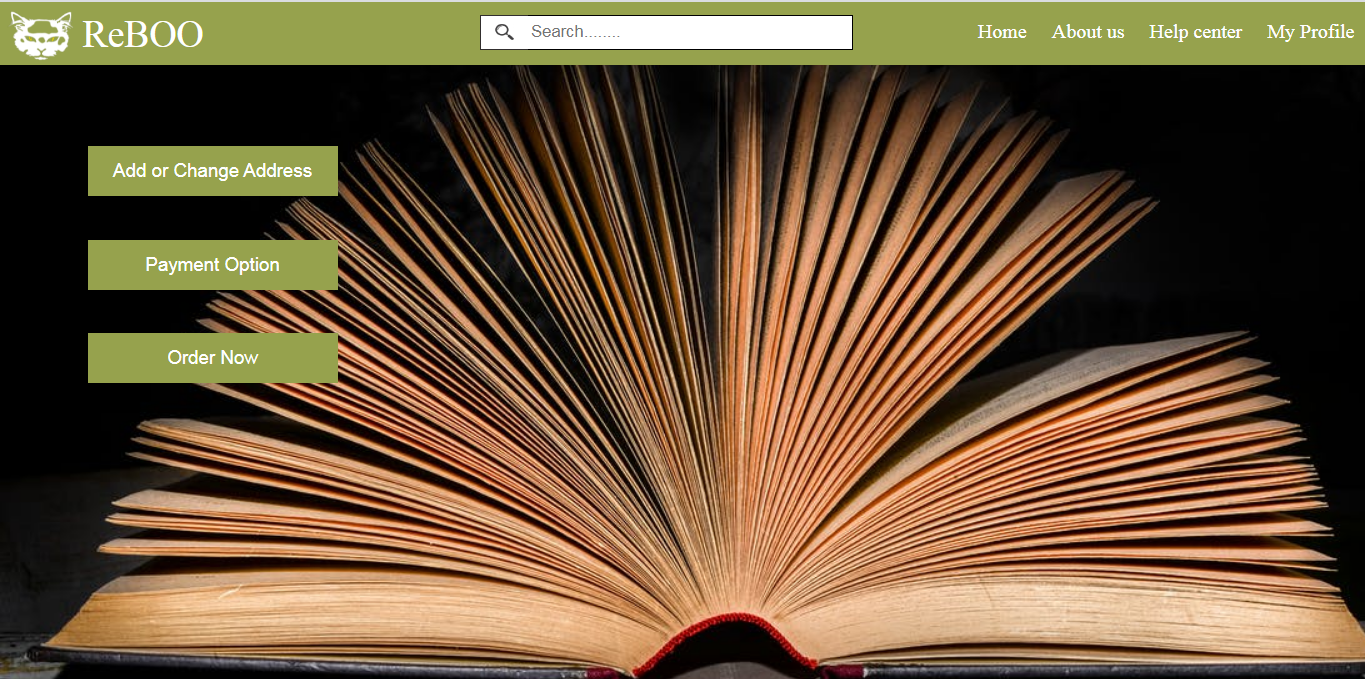 ReBOO
Search........
Home
About us
Help center
My Profile
Add or Change Address
Payment Option
Order Now